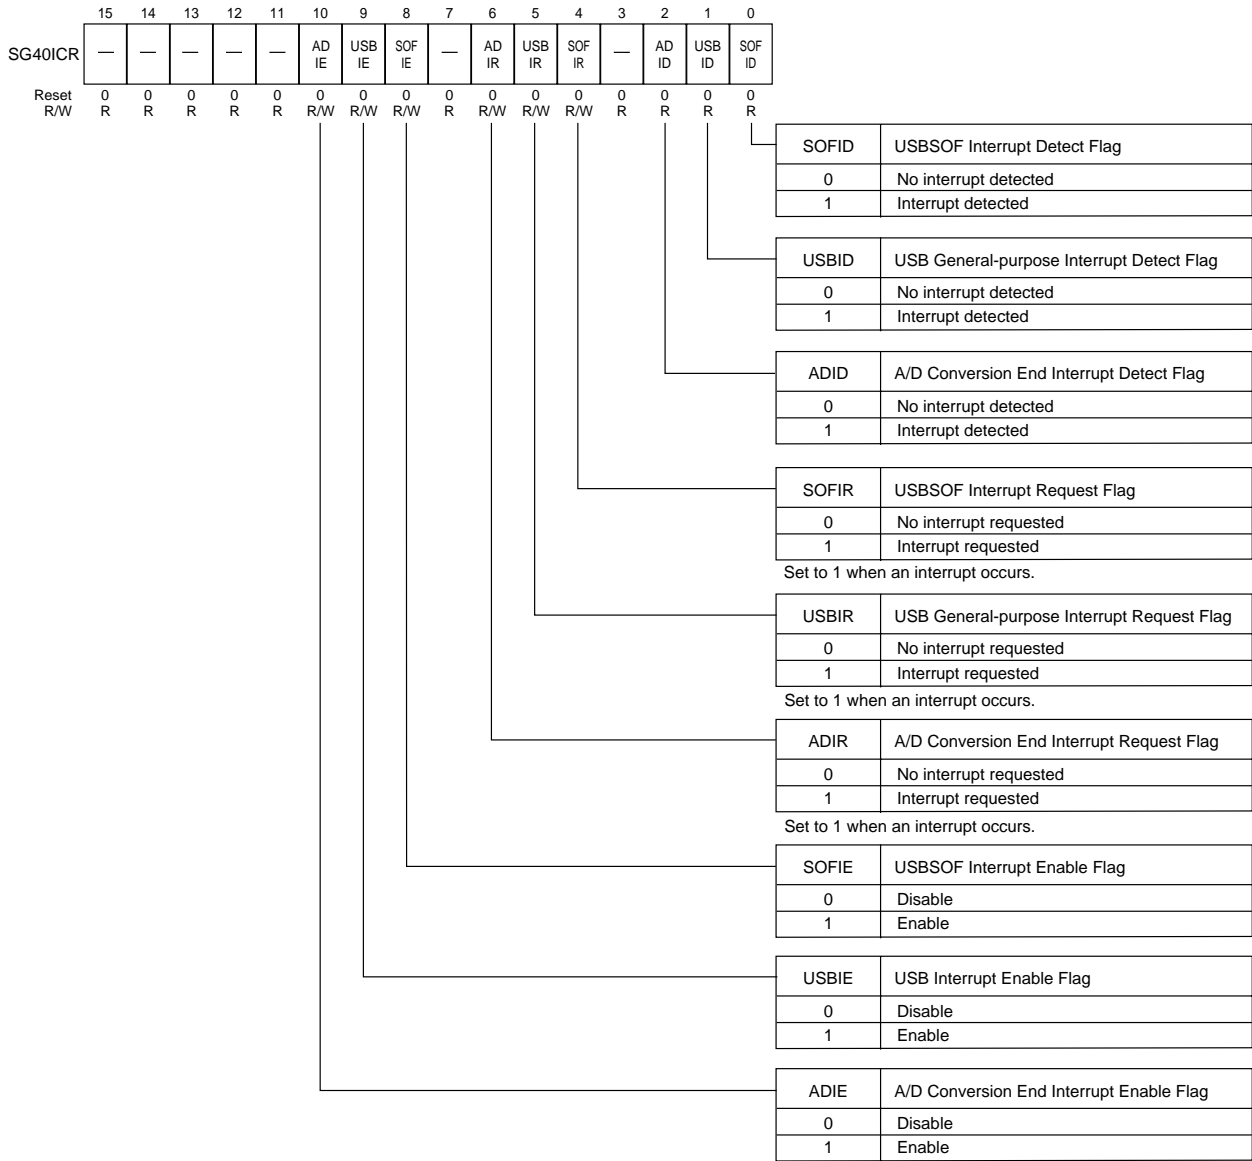 15 14 13 12 11 10 9 8 7 6 5 4 3 2 1 0
SG40ICR — — — — — AD IE USB IE SOF IE — AD IR USB IR SOF IR — AD ID USB ID SOF ID
Reset 0 0 0 0 0 0 0 0 0 0 0 0 0 0 0 0
R/W R R R R R R/W R/W R/W R R/W R/W R/W R R R R
SOFID USBSOF Interrupt Detect Flag
0 No interrupt detected
1 Interrupt detected
USBID USB General-purpose Interrupt Detect Flag
0 No interrupt detected
1 Interrupt detected
ADID A/D Conversion End Interrupt Detect Flag
0 No interrupt detected
1 Interrupt detected
SOFIR USBSOF Interrupt Request Flag
0 No interrupt requested
1 Interrupt requested
Set to 1 when an interrupt occurs.
USBIR USB General-purpose Interrupt Request Flag
0 No interrupt requested
1 Interrupt requested
Set to 1 when an interrupt occurs.
ADIR A/D Conversion End Interrupt Request Flag
0 No interrupt requested
1 Interrupt requested
Set to 1 when an interrupt occurs.
SOFIE USBSOF Interrupt Enable Flag
0 Disable
1 Enable
USBIE USB Interrupt Enable Flag
0 Disable
1 Enable
ADIE A/D Conversion End Interrupt Enable Flag
0 Disable
1 Enable